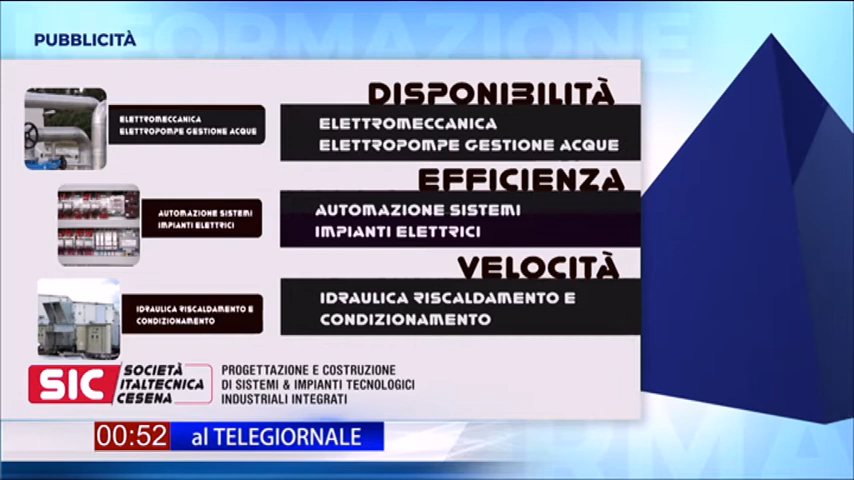 INFORMAZIONE
PUBBLICITÀ
DISPONIBILITÀ
ELETTROMECCANICA
ELETTROPOMPE GESTIONE ACQUE
ELETTROMECCANICA
ELETTROPOMPE GESTIONE ACQUE
EFFICIENZA
AUTOMAZIONE SISTEMI
IMPIANTI ELETTRICI
AUTOMAZIONE SISTEMI
IMPIANTI ELETTRICI
VELOCITÀ
IDRAULICA RISCALDAMENTO E
CONDIZIONAMENTO
IDRAULICA RISCALDAMENTO E
CONDIZIONAMENTO
SIC
SOCIETÀ
ITALTECNICA
CESENA
PROGETTAZIONE E COSTRUZIONE
DI SISTEMI & IMPIANTI TECNOLOGICI
INDUSTRIALI INTEGRATI
00:52 al TELEGIORNALE